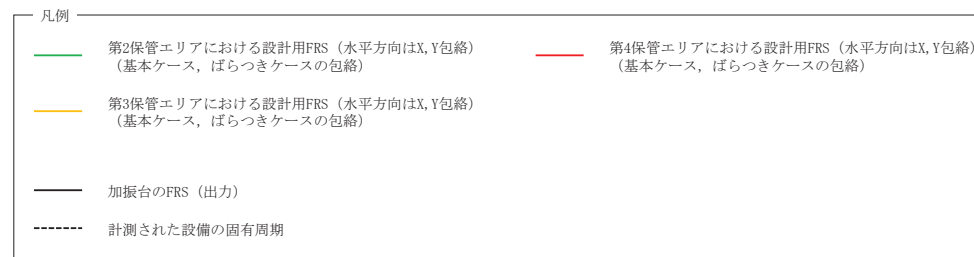 凡例
第2保管エリアにおける設計用FRS（水平方向はX,Y包絡）
（基本ケース，ばらつきケースの包絡）
第4保管エリアにおける設計用FRS（水平方向はX,Y包絡）
（基本ケース，ばらつきケースの包絡）
第3保管エリアにおける設計用FRS（水平方向はX,Y包絡）
（基本ケース，ばらつきケースの包絡）
加振台のFRS（出力）
計測された設備の固有周期